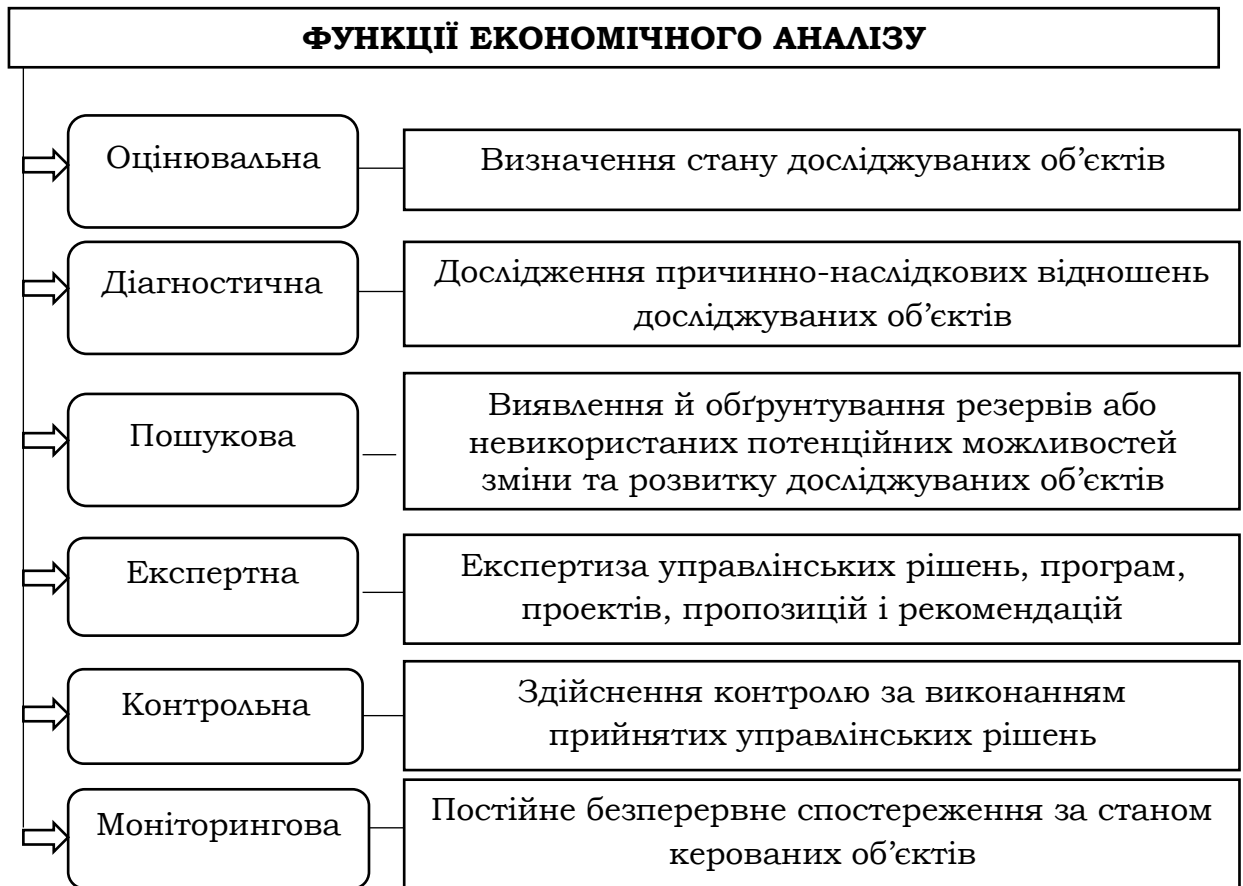 ФУНКЦІЇ ЕКОНОМІЧНОГО АНАЛІЗУ
Оцінювальна
Визначення стану досліджуваних об’єктів
Діагностична
Дослідження причинно-наслідкових відношень
досліджуваних об’єктів
Пошукова
Виявлення й обґрунтування резервів або
невикористаних потенційних можливостей
зміни та розвитку досліджуваних об’єктів
Експертна
Експертиза управлінських рішень, програм,
проектів, пропозицій і рекомендацій
Контрольна
Здійснення контролю за виконанням
прийнятих управлінських рішень
Моніторингова
Постійне безперервне спостереження за станом
керованих об’єктів